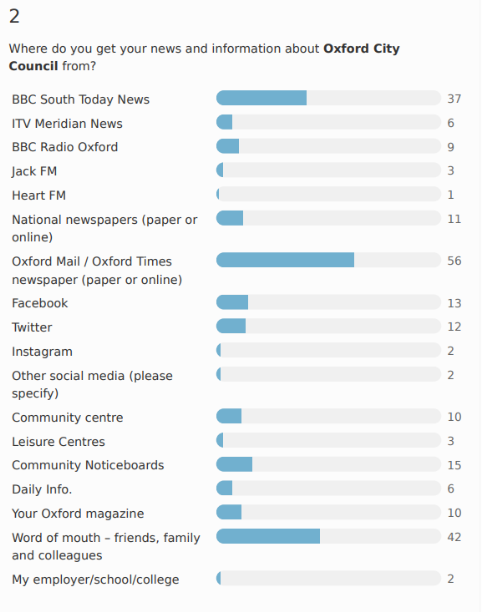 2
Where do you get your news and information about Oxford City
Council from?
BBC South Today News 37
ITV Meridian News 6
BBC Radio Oxford 9
Jack FM 3
Heart FM 1
National newspapers (paper or 11
online)
Oxford Mail / Oxford Times 56
newspaper (paper or online)
Facebook 13
Twitter 12
Instagram 2
Other social media (please 2
specify)
Community centre 10
Leisure Centres 3
Community Noticeboards 15
Daily Info. 6
Your Oxford magazine 10
Word of mouth – friends, family 42
and colleagues
My employer/school/college 2